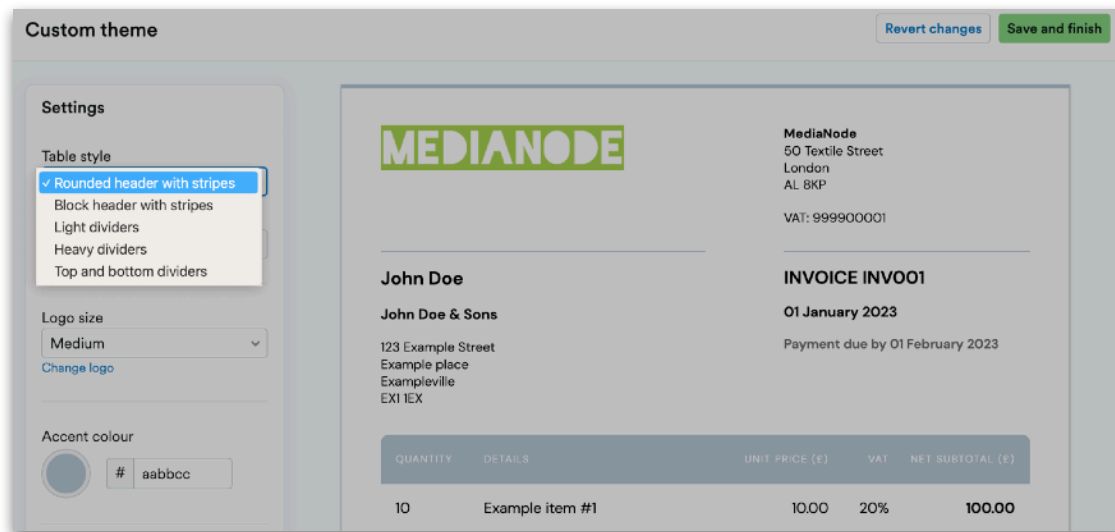 Custom theme
Revert changes
Save and finish
Settings
Table style
✓ Rounded header with stripes
Block header with stripes
Light dividers
Heavy dividers
Top and bottom dividers
Logo size
Medium
Change logo
Accent colour
# aabbcc
MEDIANODE
MediaNode
50 Textile Street
London
AL 8KP
VAT: 999900001
John Doe
John Doe & Sons
123 Example Street
Example place
Exampleville
EX1 1EX
INVOICE INV001
01 January 2023
Payment due by 01 February 2023
QUANTITY DETAILS UNIT PRICE (£) VAT NET SUBTOTAL (£)
10 Example item #1 10.00 20% 100.00